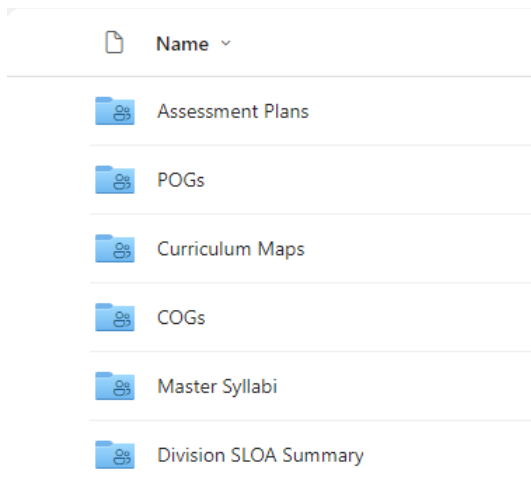 Name
Assessment Plans
POGs
Curriculum Maps
COGs
Master Syllabi
Division SLOA Summary